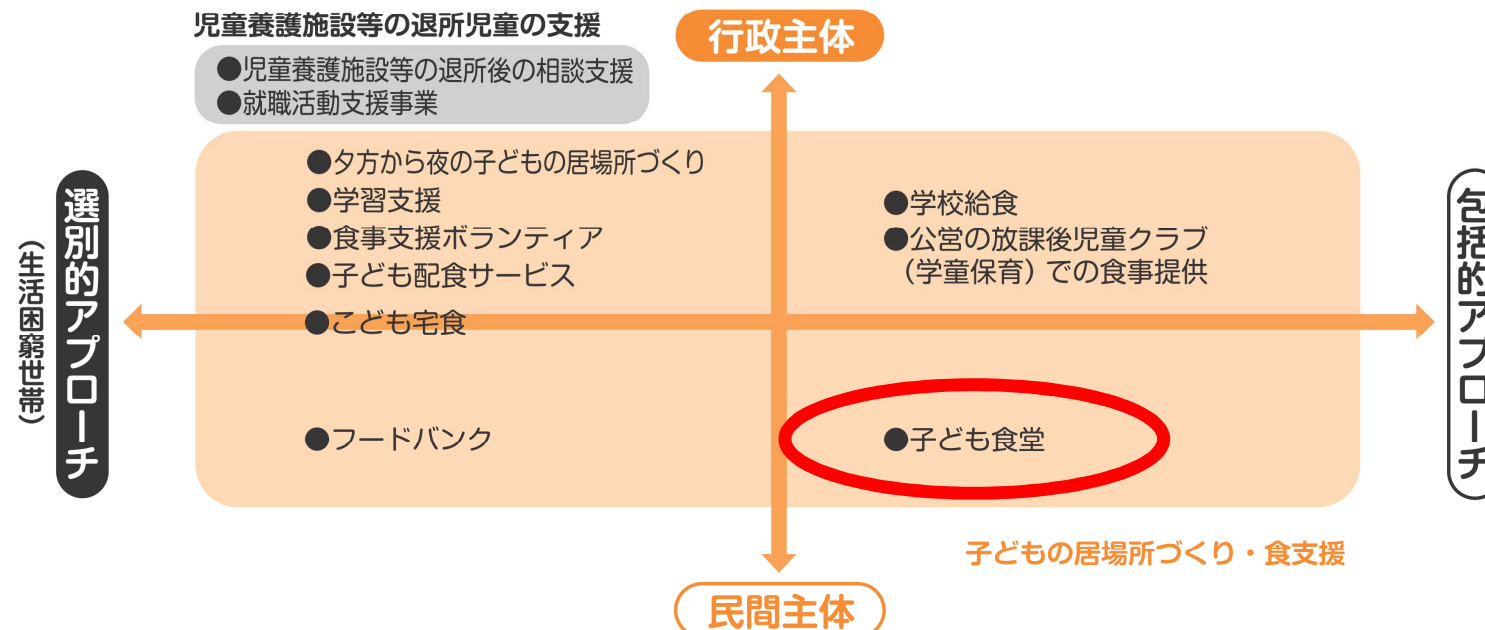 児童養護施設等の退所児童の支援
行政主体
●児童養護施設等の退所後の相談支援
●就職活動支援事業
選別的アプローチ
（生活困窮世帯）
●夕方から夜の子どもの居場所づくり
●学習支援
●食事支援ボランティア
●子ども配食サービス
●こども宅食
●フードバンク
●学校給食
●公営の放課後児童クラブ
（学童保育）での食事提供
●子ども食堂
包括的アプローチ
子どもの居場所づくり・食支援
民間主体